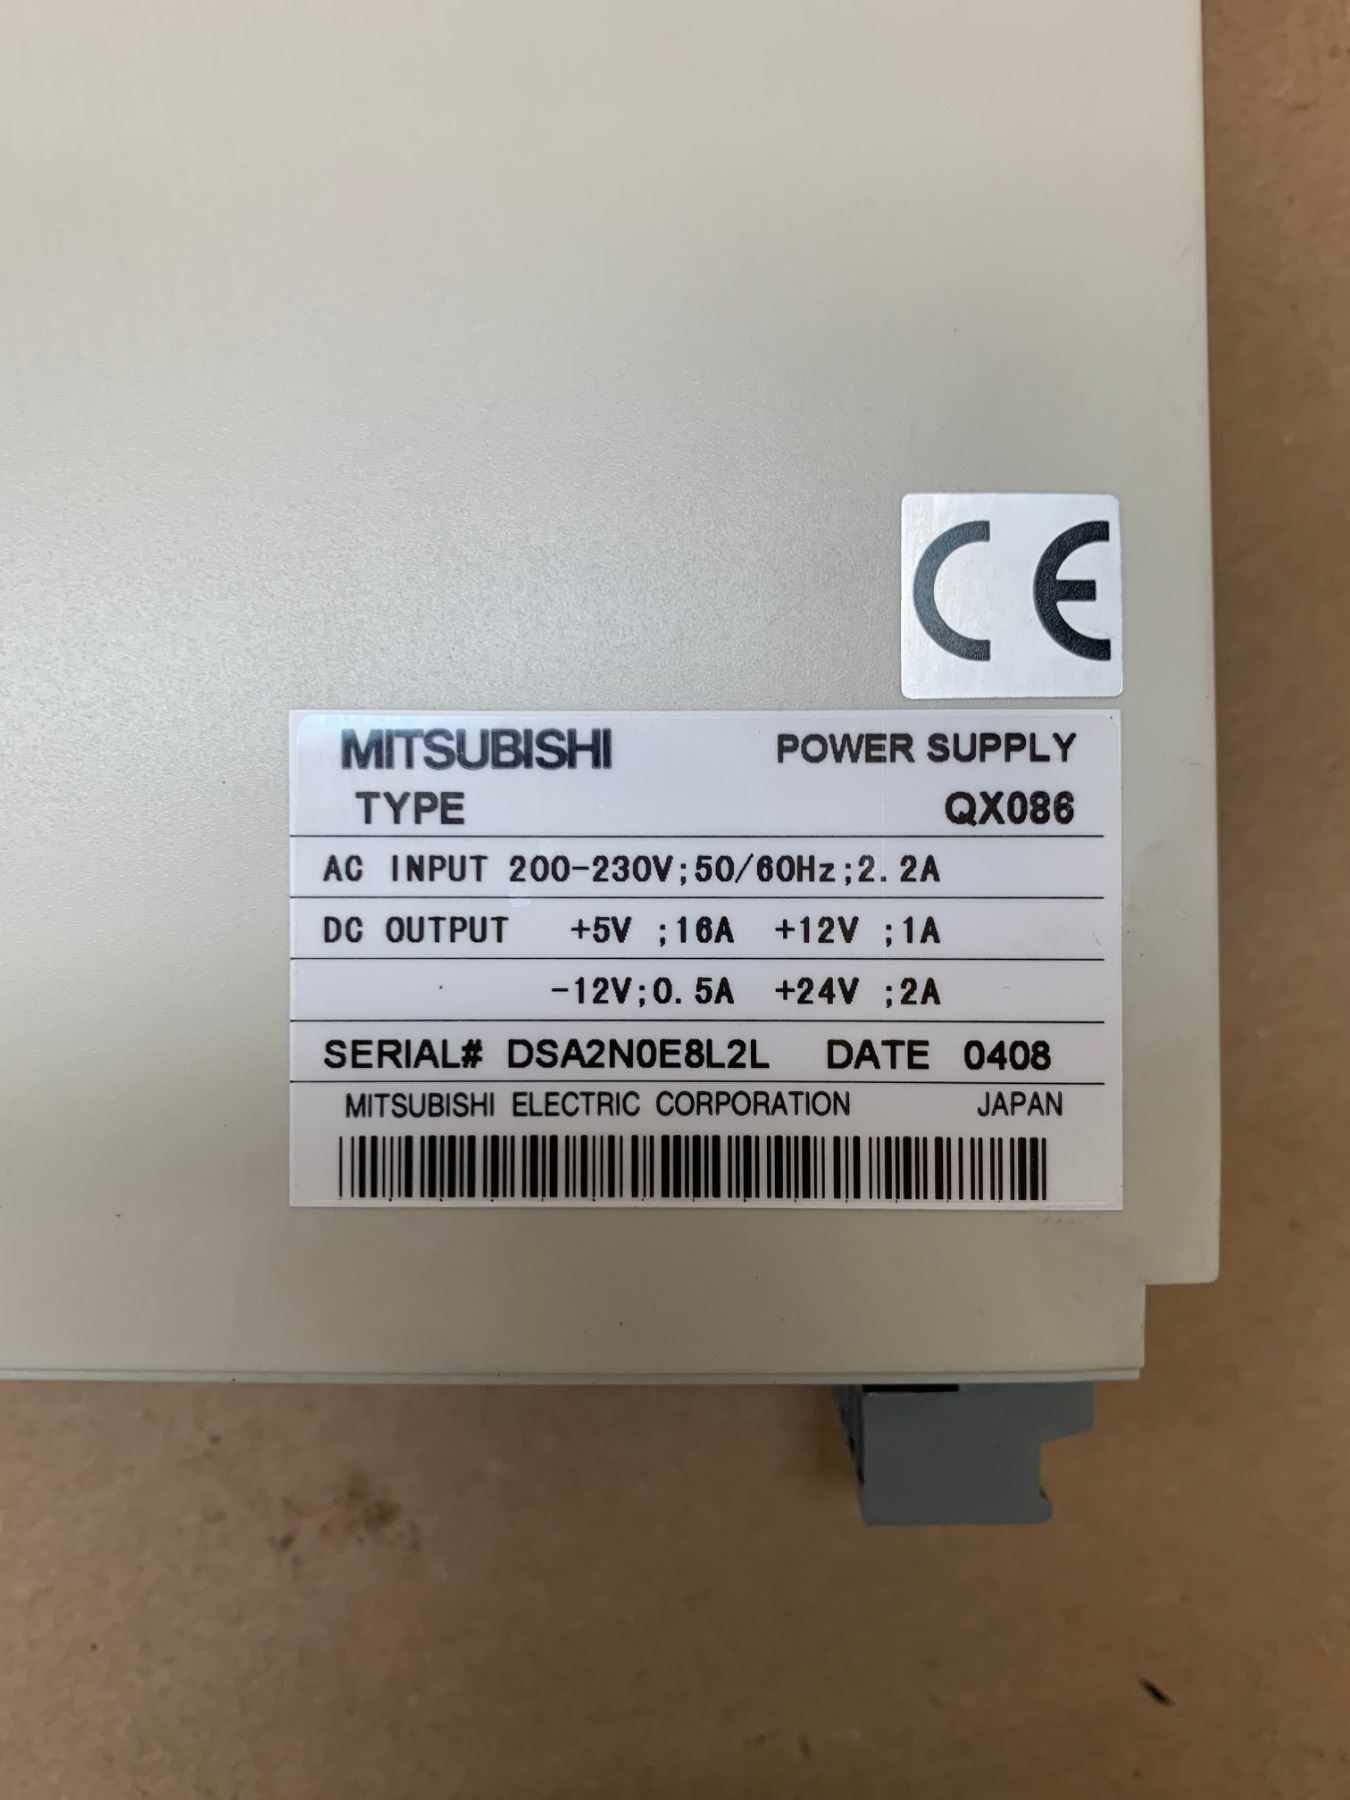 CE
MITSUBISHI POWER SUPPLY
TYPE QX086
AC INPUT 200-230V;50/60Hz;2.2A
DC OUTPUT +5V ;16A +12V ;1A
-12V;0.5A +24V ;2A
SERIAL# DSA2N0E8L2L DATE 0408
MITSUBISHI ELECTRIC CORPORATION JAPAN